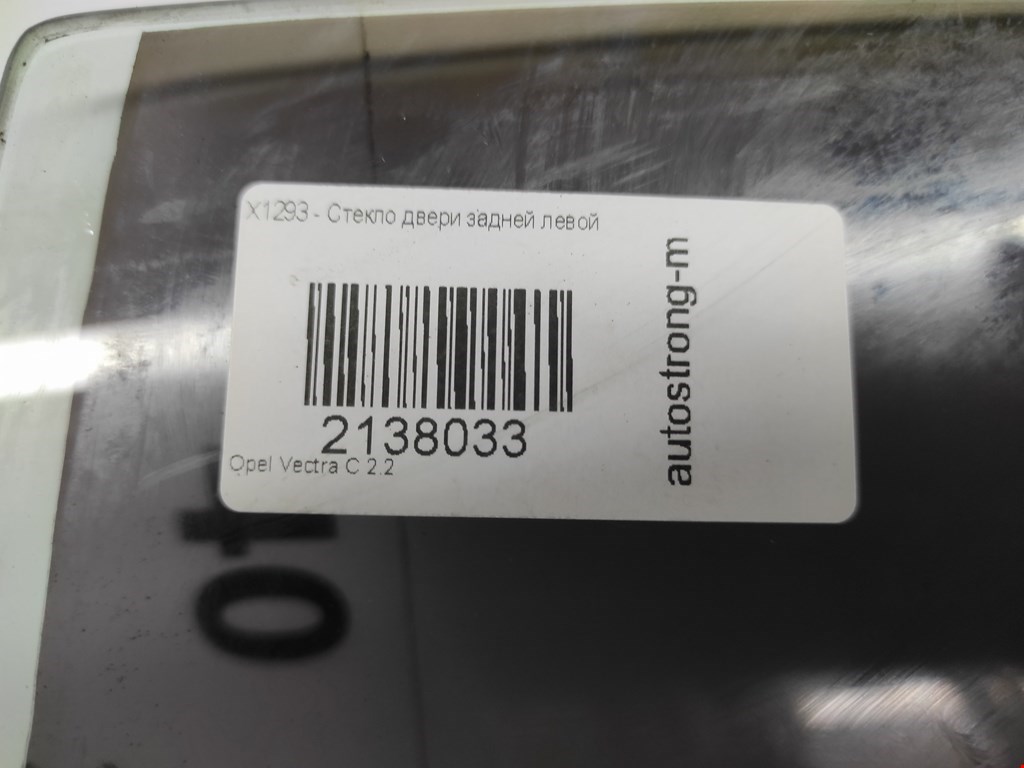 X1293 - Стекло двери задней левой
2138033
Opel Vectra C 2.2
autostrong-m